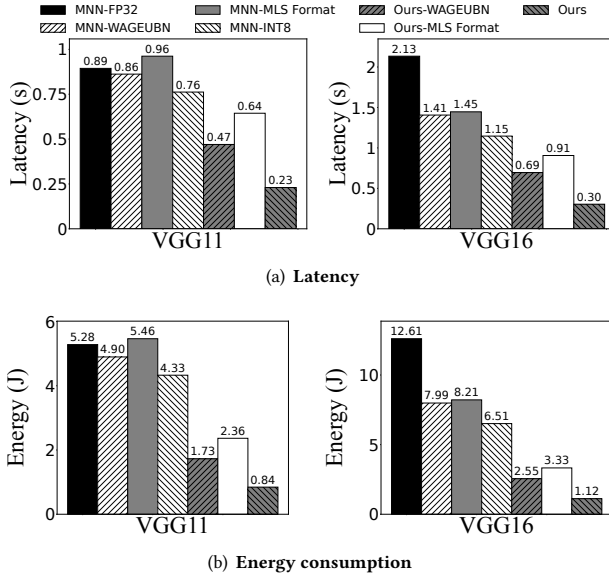 MNN-FP32 MNN-MLS Format Ours-WAGEUBN Ours
MNN-WAGEUBN MNN-INT8 Ours-MLS Format
Latency (s)
1
0.75
0.5
0.25
0
0.89 0.86 0.96 0.76 0.47 0.64 0.23
VGG11
Latency (s)
2
1.5
1
0.5
0
2.13 1.41 1.45 1.15 0.69 0.91 0.30
VGG16
(a) Latency
Energy (J)
6
4
2
0
5.28 4.90 5.46 4.33 1.73 2.36 0.84
VGG11
Energy (J)
10
5
0
12.61 7.99 8.21 6.51 2.55 3.33 1.12
VGG16
(b) Energy consumption